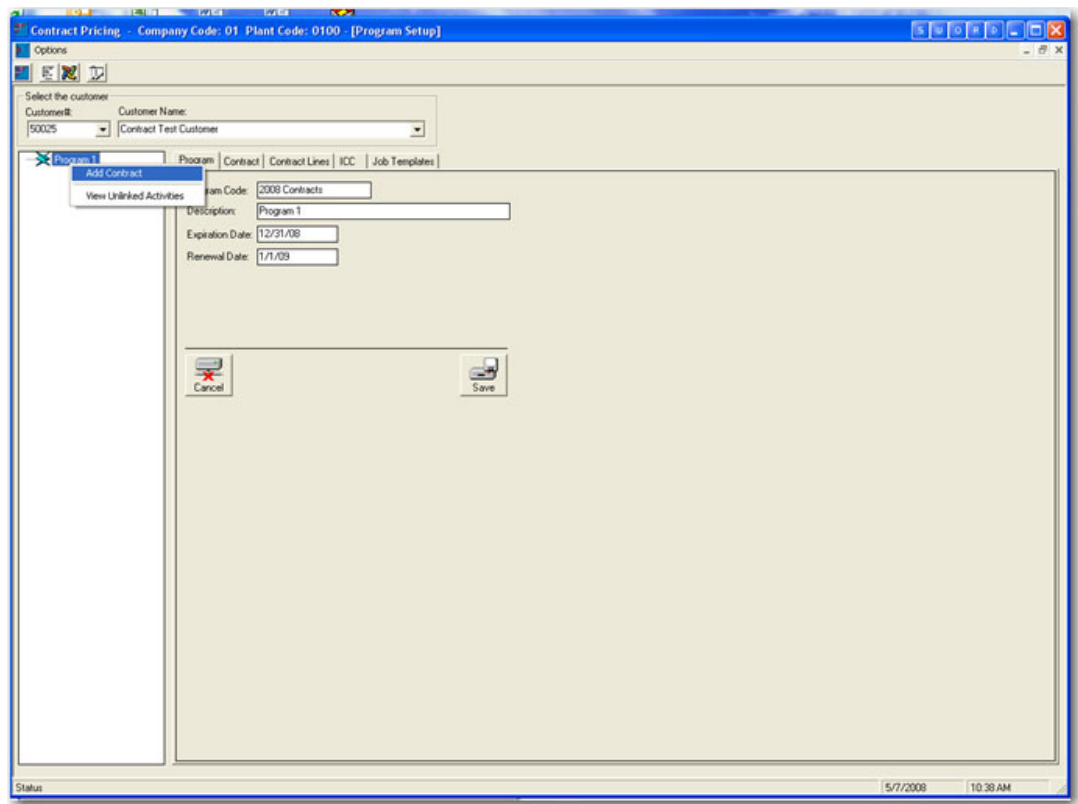 Contract Pricing - Company Code: 01 Plant Code: 0100 - [Program Setup]
S U O R D
Options
Select the customer
Customer#: Customer Name:
50025 Contract Test Customer
Program 1
Program Contract Contract Lines ICC Job Templates
Add Contract
View Unlinked Activities
ram Code: 2008 Contracts
Description: Program 1
Expiration Date: 12/31/08
Renewal Date: 1/1/09
Cancel Save
Status 5/7/2008 10:38 AM